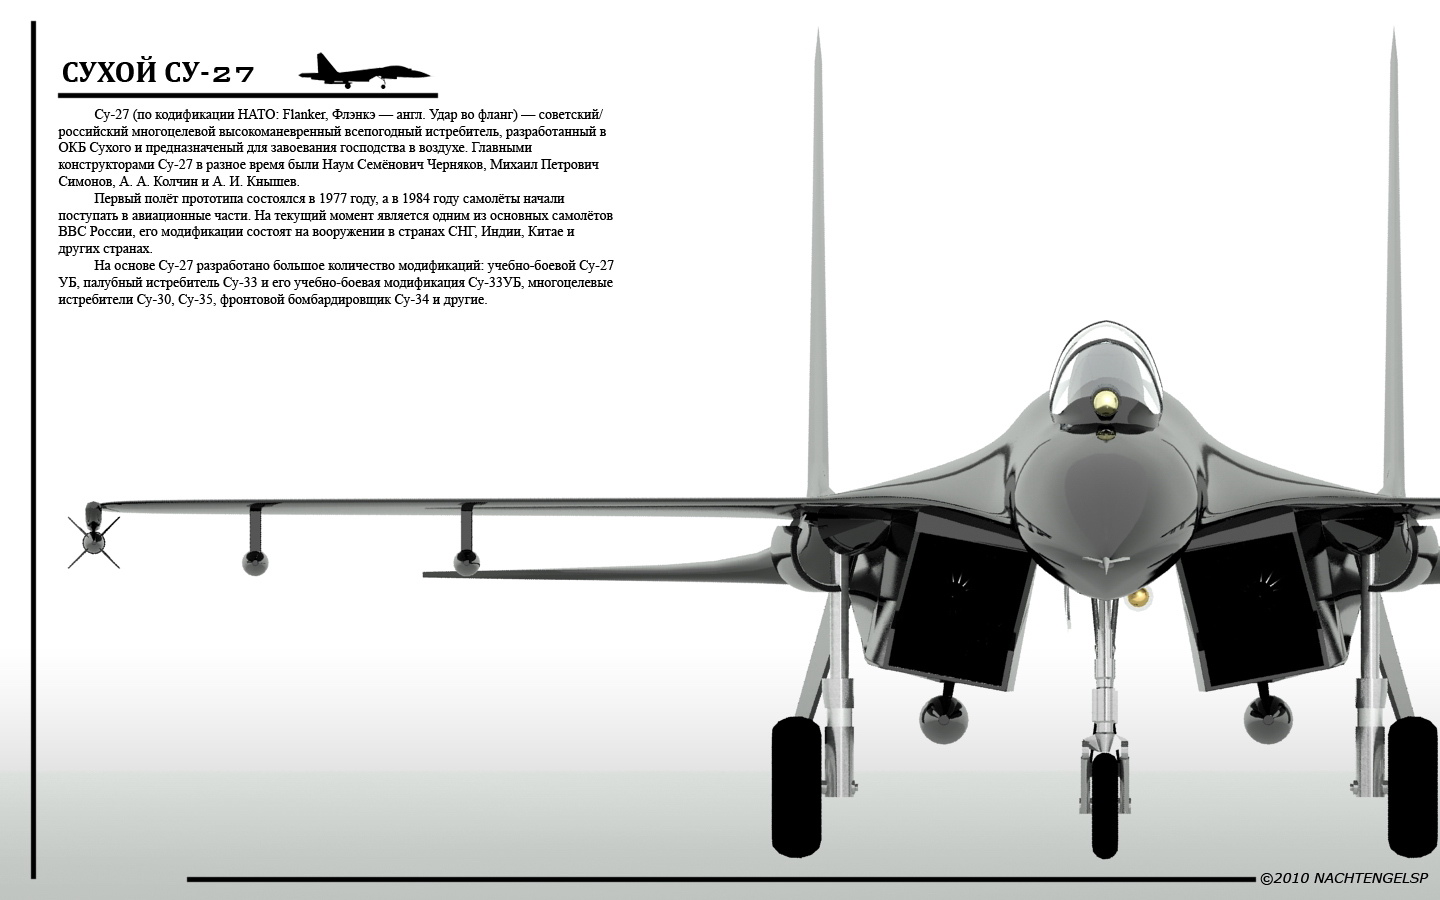 СУХОЙ СУ-27
Су-27 (по кодификации НАТО: Flanker, Флэнкэ — англ. Удар во фланг) — советский/
российский многоцелевой высокоманевренный всепогодный истребитель, разработанный в
ОКБ Сухого и предназначеный для завоевания господства в воздухе. Главными
конструкторами Су-27 в разное время были Наум Семёнович Черняков, Михаил Петрович
Симонов, А. А. Колчин и А. И. Кнышев.
Первый полёт прототипа состоялся в 1977 году, а в 1984 году самолёты начали
поступать в авиационные части. На текущий момент является одним из основных самолётов
ВВС России, его модификации состоят на вооружении в странах СНГ, Индии, Китае и
других странах.
На основе Су-27 разработано большое количество модификаций: учебно-боевой Су-27
УБ, палубный истребитель Су-33 и его учебно-боевая модификация Су-33УБ, многоцелевые
истребители Су-30, Су-35, фронтовой бомбардировщик Су-34 и другие.
©2010 NACHTENGELSP